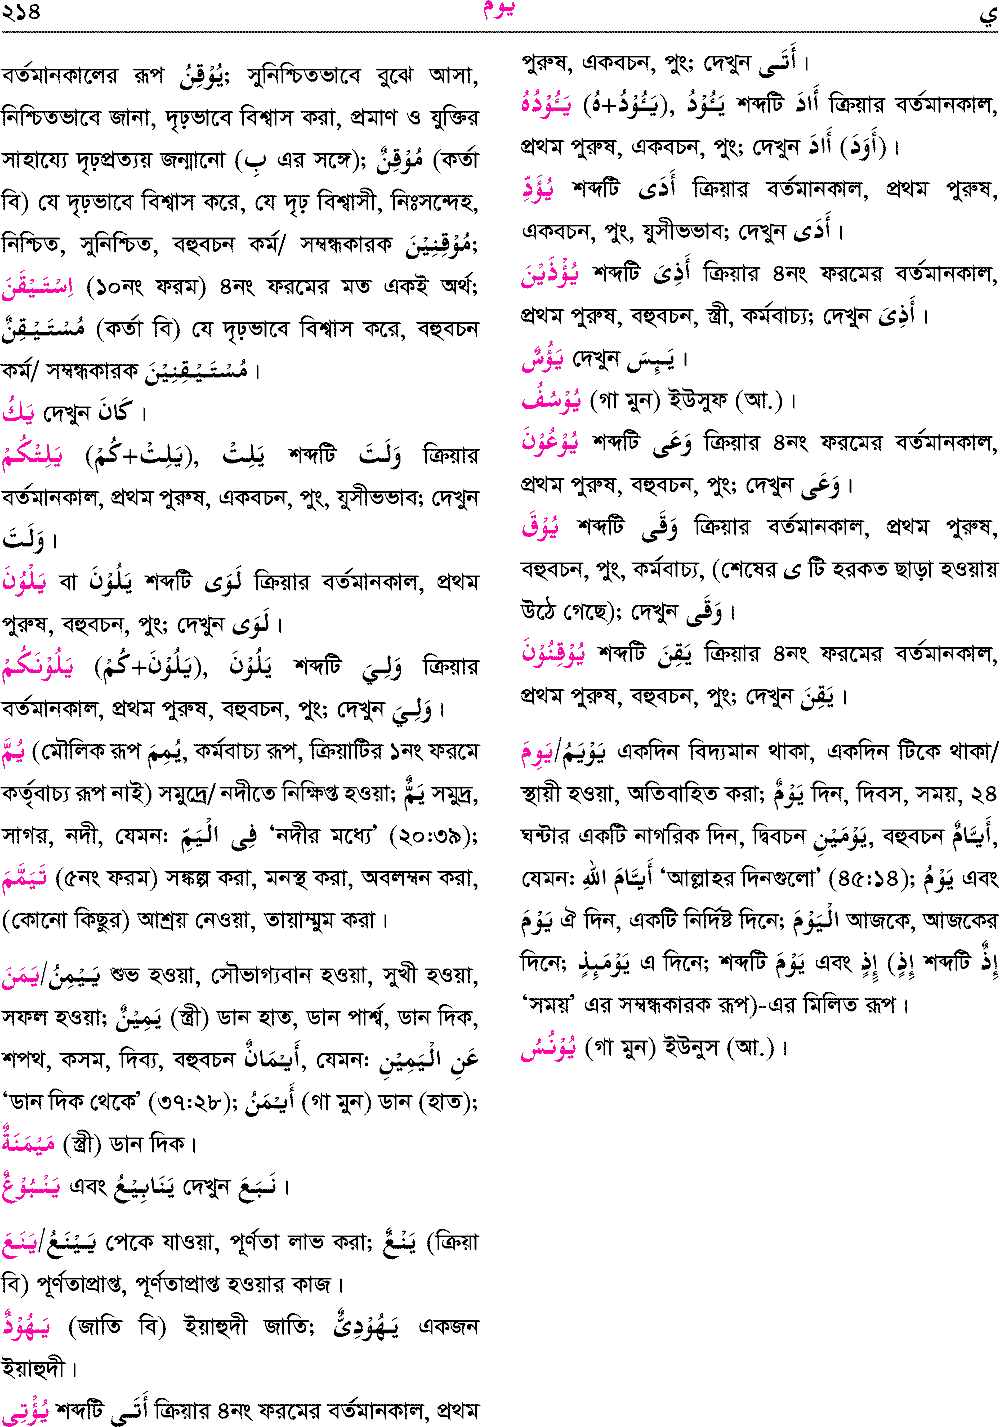 ২১৪ يوم ي
বর্তমানকালের রূপ يُوْقِنُ; সুনিশ্চিতভাবে বুঝে আসা,
নিশ্চিতভাবে জানা, দৃঢ়ভাবে বিশ্বাস করা, প্রমাণ ও যুক্তির
সাহায্যে দৃঢ়প্রত্যয় জন্মানো (بِ এর সঙ্গে); مُوْقِنٌ (কর্তা
বি) যে দৃঢ়ভাবে বিশ্বাস করে, যে দৃঢ় বিশ্বাসী, নিঃসন্দেহ,
নিশ্চিত, সুনিশ্চিত, বহুবচন কর্ম/ সম্বন্ধকারক مُوْقِنِيْنَ;
اِسْتَيْقَنَ (১০নং ফরম) ৪নং ফরমের মত একই অর্থ;
مُسْتَيْقِنٌ (কর্তা বি) যে দৃঢ়ভাবে বিশ্বাস করে, বহুবচন
কর্ম/ সম্বন্ধকারক مُسْتَيْقِنِيْنَ ।
يَكُ দেখুন كَانَ ।
يَلِتْكُمْ (يَلِتْ+كُمْ), يَلِتْ শব্দটি وَلَتَ ক্রিয়ার
বর্তমানকাল, প্রথম পুরুষ, একবচন, পুং, যুসীভভাব; দেখুন
وَلَتَ ।
يَلْوُنَ বা يَلُوْنَ শব্দটি لَوَى ক্রিয়ার বর্তমানকাল, প্রথম
পুরুষ, বহুবচন, পুং; দেখুন لَوَى ।
يَلُوْنَكُمْ (يَلُوْنَ+كُمْ), يَلُوْنَ শব্দটি وَلِيَ ক্রিয়ার
বর্তমানকাল, প্রথম পুরুষ, বহুবচন, পুং; দেখুন وَلِيَ ।
يُمَّ (মৌলিক রূপ يُمِمَ, কর্মবাচ্য রূপ, ক্রিয়াটির ১নং ফরমে
কর্তৃবাচ্য রূপ নাই) সমুদ্রে/ নদীতে নিক্ষিপ্ত হওয়া; يَمٌّ সমুদ্র,
সাগর, নদী, যেমন: فِى الْيَمِّ ‘নদীর মধ্যে’ (২০:৩৯);
تَيَمَّمَ (৫নং ফরম) সঙ্কল্প করা, মনস্থ করা, অবলম্বন করা,
(কোনো কিছুর) আশ্রয় নেওয়া, তায়াম্মুম করা ।
يَمَنَ/يَيْمِنُ শুভ হওয়া, সৌভাগ্যবান হওয়া, সুখী হওয়া,
সফল হওয়া; يَمِيْنٌ (স্ত্রী) ডান হাত, ডান পার্শ্ব, ডান দিক,
শপথ, কসম, দিব্য, বহুবচন أَيْمَانٌ, যেমন: عَنِ الْيَمِيْنِ
‘ডান দিক থেকে’ (৩৭:২৮); أَيْمَنُ (গা মুন) ডান (হাত);
مَيْمَنَةٌ (স্ত্রী) ডান দিক ।
يَنْبُوْعٌ এবং يَنَابِيْعُ দেখুন نَبَعَ ।
يَنَعَ/يَيْنَعُ পেকে যাওয়া, পূর্ণতা লাভ করা; يَنْعٌ (ক্রিয়া
বি) পূর্ণতাপ্রাপ্ত, পূর্ণতাপ্রাপ্ত হওয়ার কাজ ।
يَهُوْدٌ (জাতি বি) ইয়াহুদী জাতি; يَهُوْدِىٌّ একজন
ইয়াহুদী ।
يُؤْتِى শব্দটি أَتَى ক্রিয়ার ৪নং ফরমের বর্তমানকাল, প্রথম
পুরুষ, একবচন, পুং; দেখুন أَتَى ।
يَئُوْدُهُ (يَئُوْدُ+هُ), يَئُوْدُ শব্দটি أَادَ ক্রিয়ার বর্তমানকাল,
প্রথম পুরুষ, একবচন, পুং; দেখুন أَادَ (أَوَدَ) ।
يُؤَدِّ শব্দটি أَدَى ক্রিয়ার বর্তমানকাল, প্রথম পুরুষ,
একবচন, পুং, যুসীভভাব; দেখুন أَدَى ।
يُؤْذَيْنَ শব্দটি أَذِىَ ক্রিয়ার ৪নং ফরমের বর্তমানকাল,
প্রথম পুরুষ, বহুবচন, স্ত্রী, কর্মবাচ্য; দেখুন أَذِىَ ।
يَؤُسٌ দেখুন يَئِسَ ।
يُوْسُفُ (গা মুন) ইউসুফ (আ.) ।
يُوْعُوْنَ শব্দটি وَعَى ক্রিয়ার ৪নং ফরমের বর্তমানকাল,
প্রথম পুরুষ, বহুবচন, পুং; দেখুন وَعَى ।
يُوْقَ শব্দটি وَقَى ক্রিয়ার বর্তমানকাল, প্রথম পুরুষ,
বহুবচন, পুং, কর্মবাচ্য, (শেষের ى টি হরকত ছাড়া হওয়ায়
উঠে গেছে); দেখুন وَقَى ।
يُوْقِنُوْنَ শব্দটি يَقِنَ ক্রিয়ার ৪নং ফরমের বর্তমানকাল,
প্রথম পুরুষ, বহুবচন, পুং; দেখুন يَقِنَ ।
يَوِمَ/يَوْيَمُ একদিন বিদ্যমান থাকা, একদিন টিকে থাকা/
স্থায়ী হওয়া, অতিবাহিত করা; يَوْمٌ দিন, দিবস, সময়, ২৪
ঘন্টার একটি নাগরিক দিন, দ্বিবচন يَوْمَيْنِ, বহুবচন أَيَّامٌ,
যেমন: أَيَّامَ اللهِ ‘আল্লাহর দিনগুলো’ (৪৫:১৪); يَوْمُ এবং
يَوْمَ ঐ দিন, একটি নির্দিষ্ট দিনে; الْيَوْمَ আজকে, আজকের
দিনে; يَوْمَئِذٍ এ দিনে; শব্দটি يَوْمَ এবং إِذٍ (إِذٍ শব্দটি إِذٌ
‘সময়’ এর সম্বন্ধকারক রূপ)-এর মিলিত রূপ ।
يُوْنُسُ (গা মুন) ইউনুস (আ.) ।